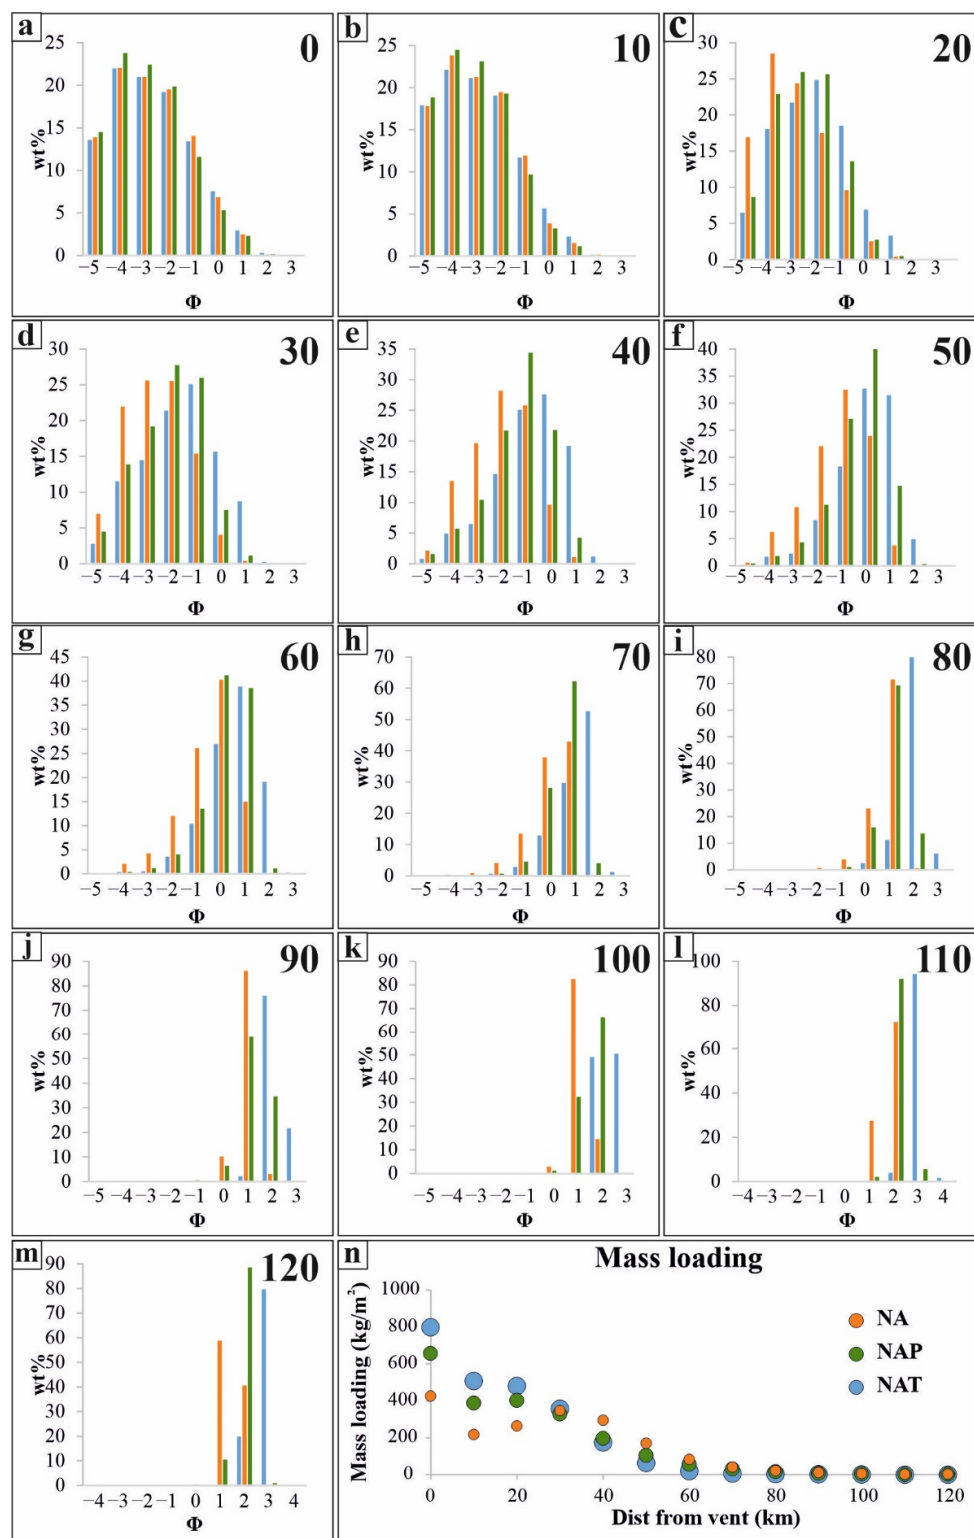 a
0
25
20
15
10
5
0
wt%
−5 −4 −3 −2 −1 0 1 2 3
Φ
b
10
25
20
15
10
5
0
wt%
−5 −4 −3 −2 −1 0 1 2 3
Φ
c
20
30
25
20
15
10
5
0
wt%
−5 −4 −3 −2 −1 0 1 2 3
Φ
d
30
30
25
20
15
10
5
0
wt%
−5 −4 −3 −2 −1 0 1 2 3
Φ
e
40
35
30
25
20
15
10
5
0
wt%
−5 −4 −3 −2 −1 0 1 2 3
Φ
f
50
40
35
30
25
20
15
10
5
0
wt%
−5 −4 −3 −2 −1 0 1 2 3
Φ
g
60
45
40
35
30
25
20
15
10
5
0
wt%
−5 −4 −3 −2 −1 0 1 2 3
Φ
h
70
70
60
50
40
30
20
10
0
wt%
−5 −4 −3 −2 −1 0 1 2 3
Φ
i
80
80
70
60
50
40
30
20
10
0
wt%
−5 −4 −3 −2 −1 0 1 2 3
Φ
j
90
90
80
70
60
50
40
30
20
10
0
wt%
−5 −4 −3 −2 −1 0 1 2 3
Φ
k
100
90
80
70
60
50
40
30
20
10
0
wt%
−5 −4 −3 −2 −1 0 1 2 3
Φ
l
110
100
80
60
40
20
0
wt%
−4 −3 −2 −1 0 1 2 3 4
Φ
m
120
90
80
70
60
50
40
30
20
10
0
wt%
−4 −3 −2 −1 0 1 2 3 4
Φ
n
Mass loading
1000
800
600
400
200
0
Mass loading (kg/m²)
NA
NAP
NAT
0 20 40 60 80 100 120
Dist from vent (km)